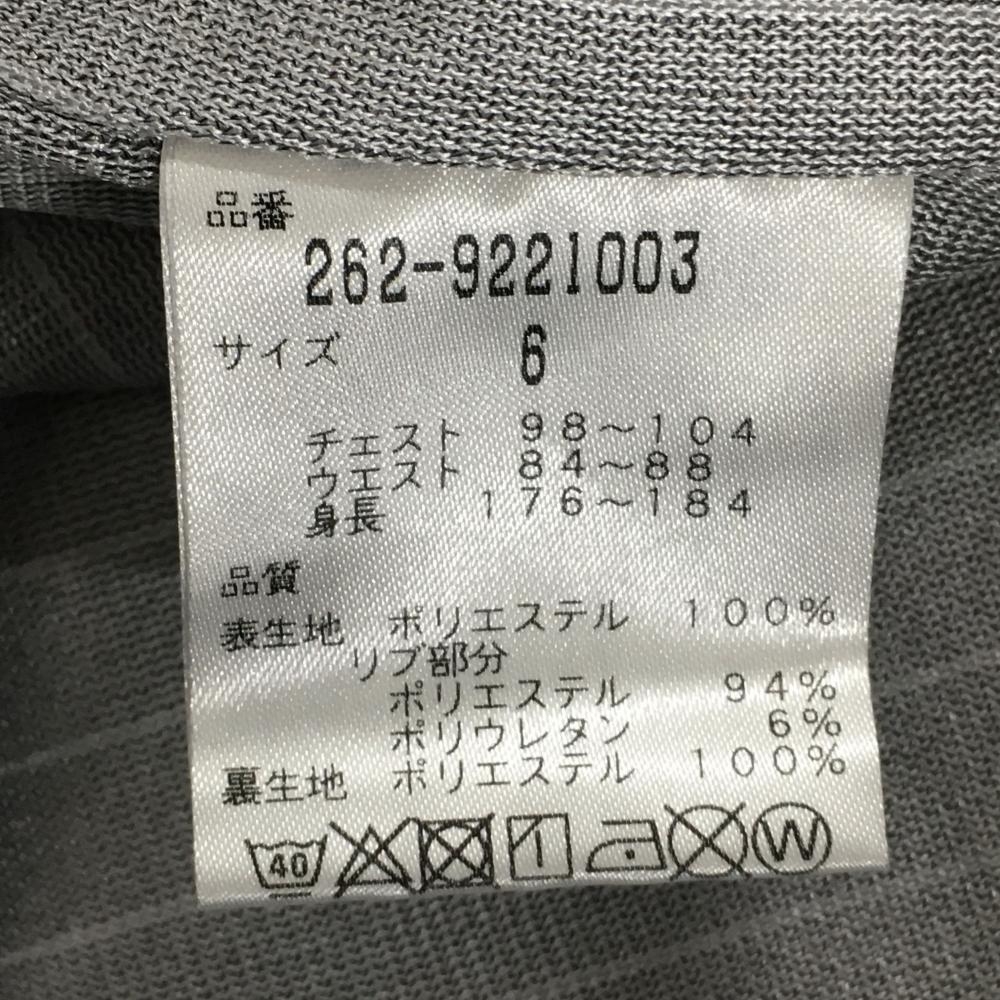 品番
262-9221003
サイズ 6
チェスト 98～104
ウエスト 84～88
身長 176～184
品質
表生地 ポリエステル 100%
リブ部分
ポリエステル 94%
ポリウレタン 6%
裏生地 ポリエステル 100%
40 W